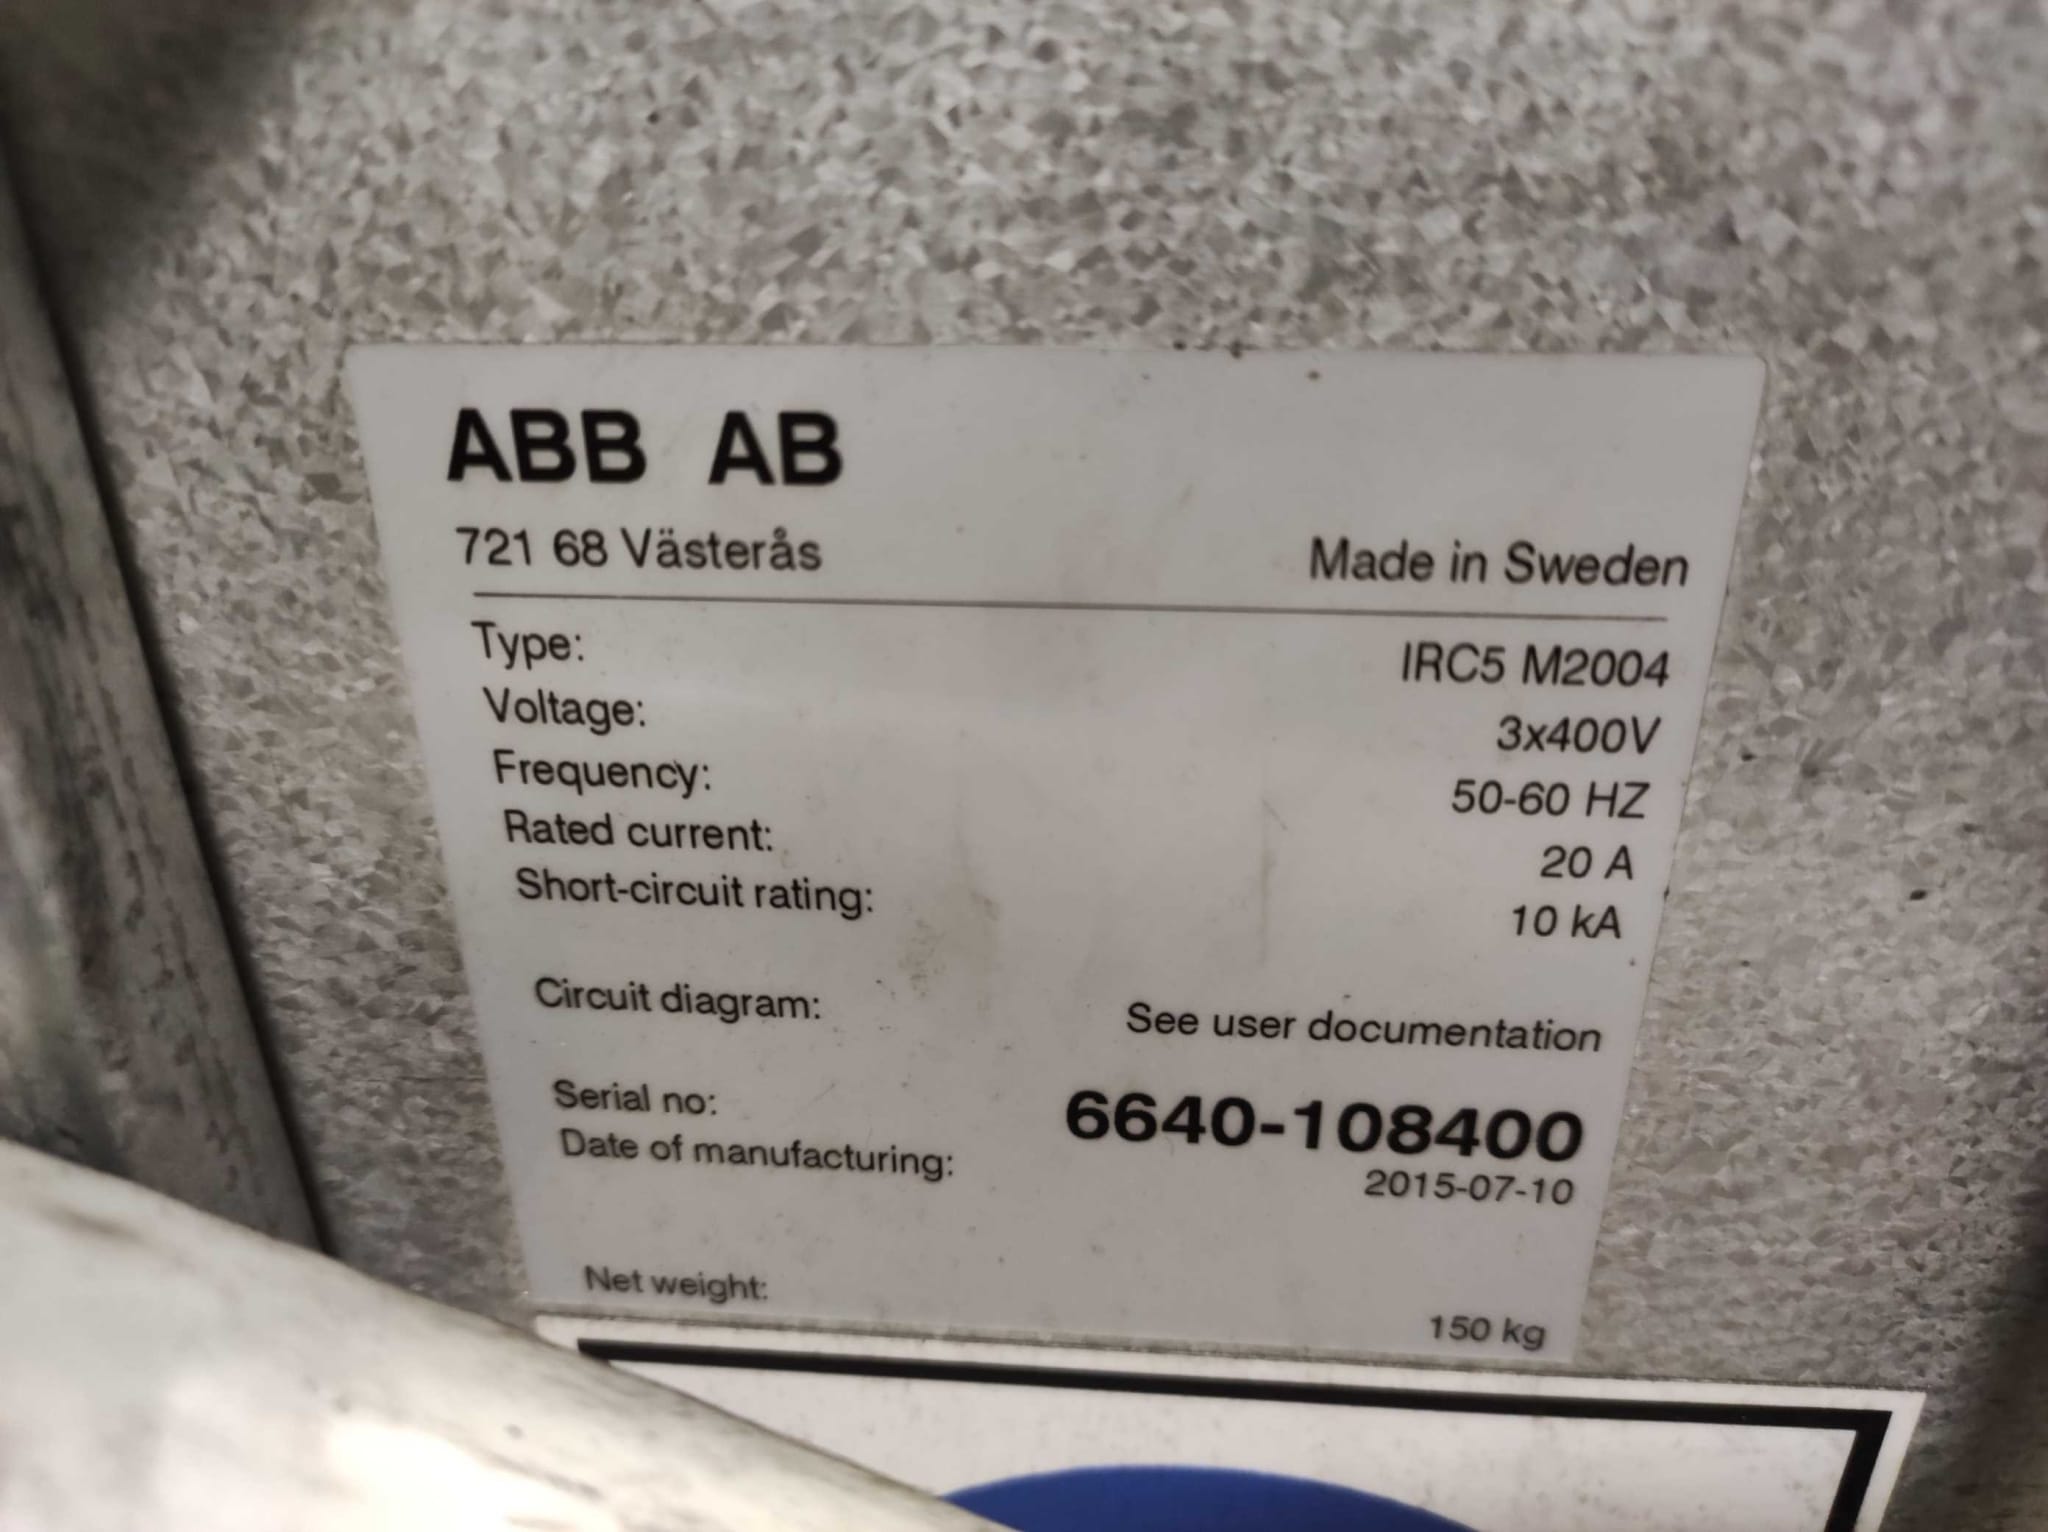 ABB AB
721 68 Västerås Made in Sweden
Type: IRC5 M2004
Voltage: 3x400V
Frequency: 50-60 HZ
Rated current: 20 A
Short-circuit rating: 10 kA
Circuit diagram: See user documentation
Serial no: 6640-108400
Date of manufacturing: 2015-07-10
Net weight: 150 kg